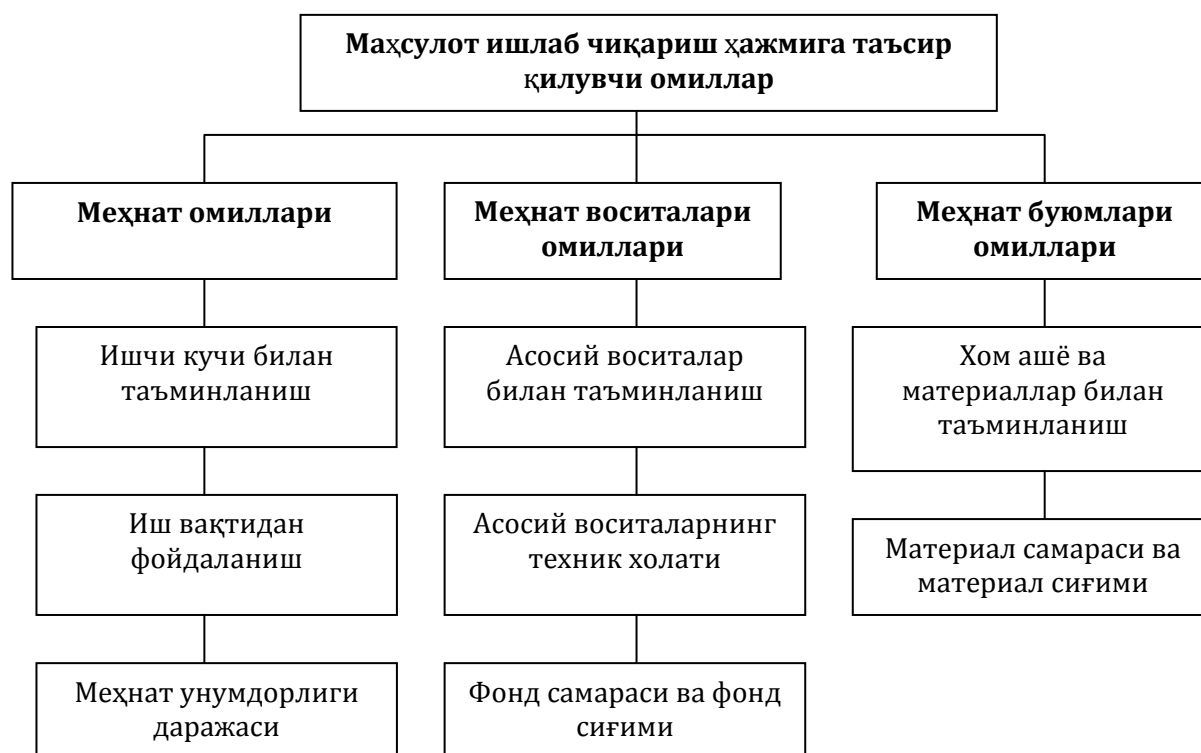 Маҳсулот ишлаб чиқариш ҳажмига таъсир
қилувчи омиллар
Меҳнат омиллари
Меҳнат воситалари
омиллари
Меҳнат буюмлари
омиллари
Ишчи кучи билан
таъминланиш
Асосий воситалар
билан таъминланиш
Хом ашё ва
материаллар билан
таъминланиш
Иш вақтидан
фойдаланиш
Асосий воситаларнинг
техник холати
Материал самараси ва
материал сиғими
Меҳнат унумдорлиги
даражаси
Фонд самараси ва фонд
сиғими